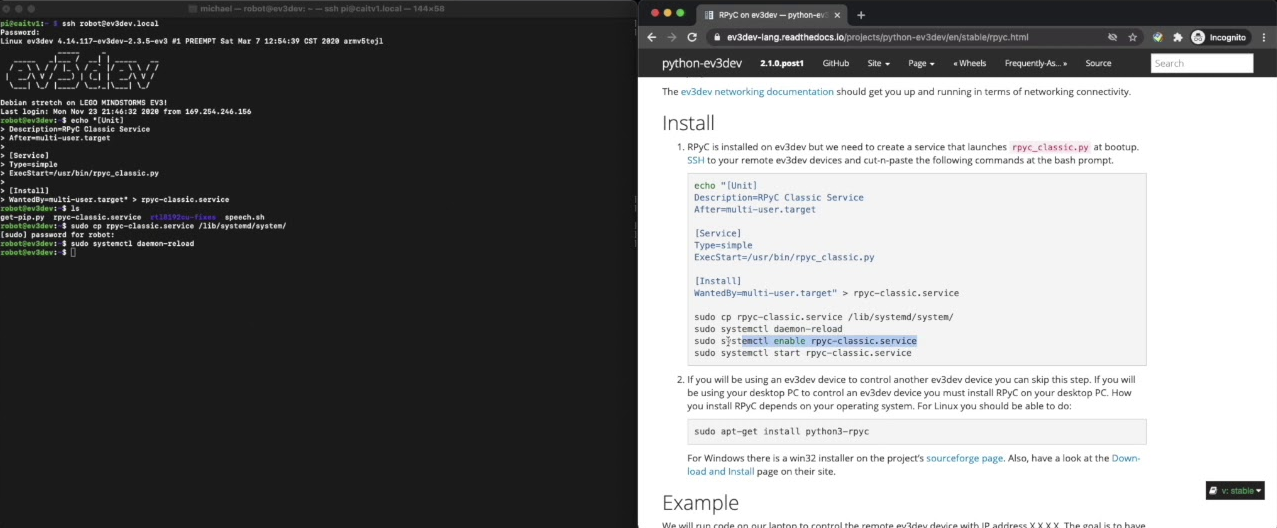 michael — robot@ev3dev: ~ — ssh pi@caitv1.local — 144×58
pi@caitv1:~ $ ssh robot@ev3dev.local
Password:
Linux ev3dev 4.14.117-ev3dev-2.3.5-ev3 #1 PREEMPT Sat Mar 7 12:54:39 CST 2020 armv5tejl
Debian stretch on LEGO MINDSTORMS EV3!
Last login: Mon Nov 23 21:46:32 2020 from 169.254.246.156
robot@ev3dev:~$ echo "[Unit]
> Description=RPyC Classic Service
> After=multi-user.target
>
> [Service]
> Type=simple
> ExecStart=/usr/bin/rpyc_classic.py
>
> [Install]
> WantedBy=multi-user.target" > rpyc-classic.service
robot@ev3dev:~$ ls
get-pip.py rpyc-classic.service rtl8192su-fixes speech.sh
robot@ev3dev:~$ sudo cp rpyc-classic.service /lib/systemd/system/
[sudo] password for robot:
robot@ev3dev:~$ sudo systemctl daemon-reload
robot@ev3dev:~$
RPyC on ev3dev — python-ev3
ev3dev-lang.readthedocs.io/projects/python-ev3dev/en/stable/rpyc.html
Incognito
python-ev3dev 2.1.0.post1 GitHub Site Page « Wheels Frequently-As... » Source Search
The ev3dev networking documentation should get you up and running in terms of networking connectivity.
Install
1. RPyC is installed on ev3dev but we need to create a service that launches rpyc_classic.py at bootup.
SSH to your remote ev3dev devices and cut-n-paste the following commands at the bash prompt.
echo "[Unit]
Description=RPyC Classic Service
After=multi-user.target
[Service]
Type=simple
ExecStart=/usr/bin/rpyc_classic.py
[Install]
WantedBy=multi-user.target" > rpyc-classic.service
sudo cp rpyc-classic.service /lib/systemd/system/
sudo systemctl daemon-reload
sudo systemctl enable rpyc-classic.service
sudo systemctl start rpyc-classic.service
2. If you will be using an ev3dev device to control another ev3dev device you can skip this step. If you will
be using your desktop PC to control an ev3dev device you must install RPyC on your desktop PC. How
you install RPyC depends on your operating system. For Linux you should be able to do:
sudo apt-get install python3-rpyc
For Windows there is a win32 installer on the project's sourceforge page. Also, have a look at the Down-
load and Install page on their site.
v: stable
Example
We will run code on our laptop to control the remote ev3dev device with IP address X.X.X.X. The goal is to have